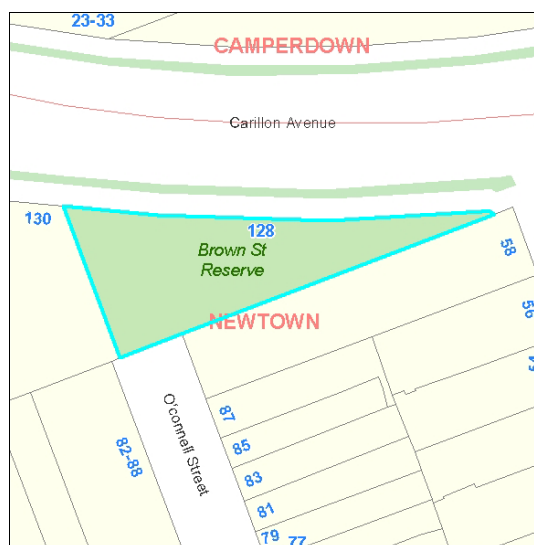 23-33
CAMPERDOWN
Carillon Avenue
130
128
Brown St
Reserve
58
NEWTOWN
56
54
O'connell Street
87
85
82-88
83
81
79
77